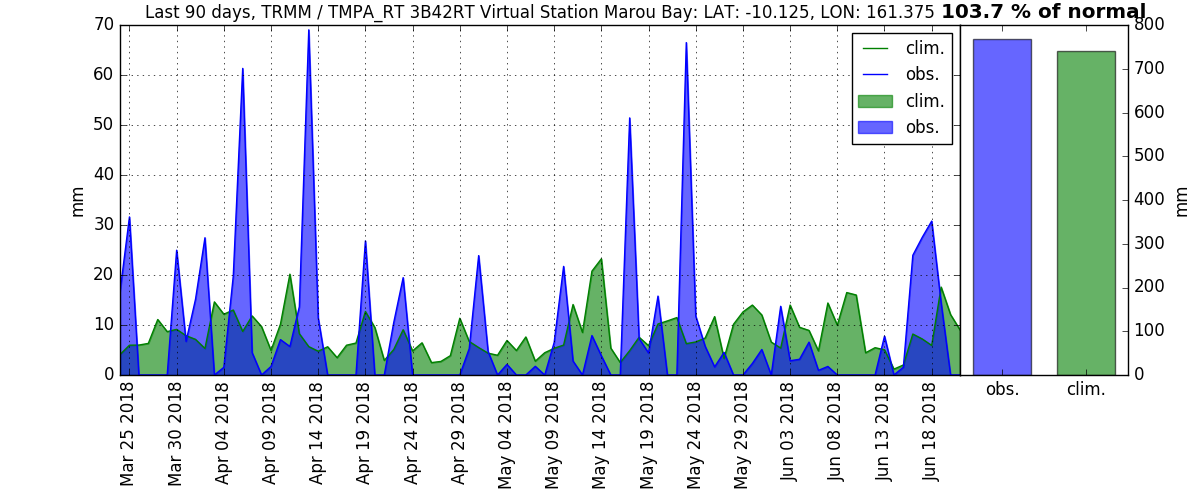 Last 90 days, TRMM / TMPA_RT 3B42RT Virtual Station Marou Bay: LAT: -10.125, LON: 161.375 103.7 % of normal
70
60
50
40
30
20
10
0
mm
clim.
obs.
clim.
obs.
Mar 25 2018
Mar 30 2018
Apr 04 2018
Apr 09 2018
Apr 14 2018
Apr 19 2018
Apr 24 2018
Apr 29 2018
May 04 2018
May 09 2018
May 14 2018
May 19 2018
May 24 2018
May 29 2018
Jun 03 2018
Jun 08 2018
Jun 13 2018
Jun 18 2018
800
700
600
500
400
300
200
100
0
mm
obs.
clim.